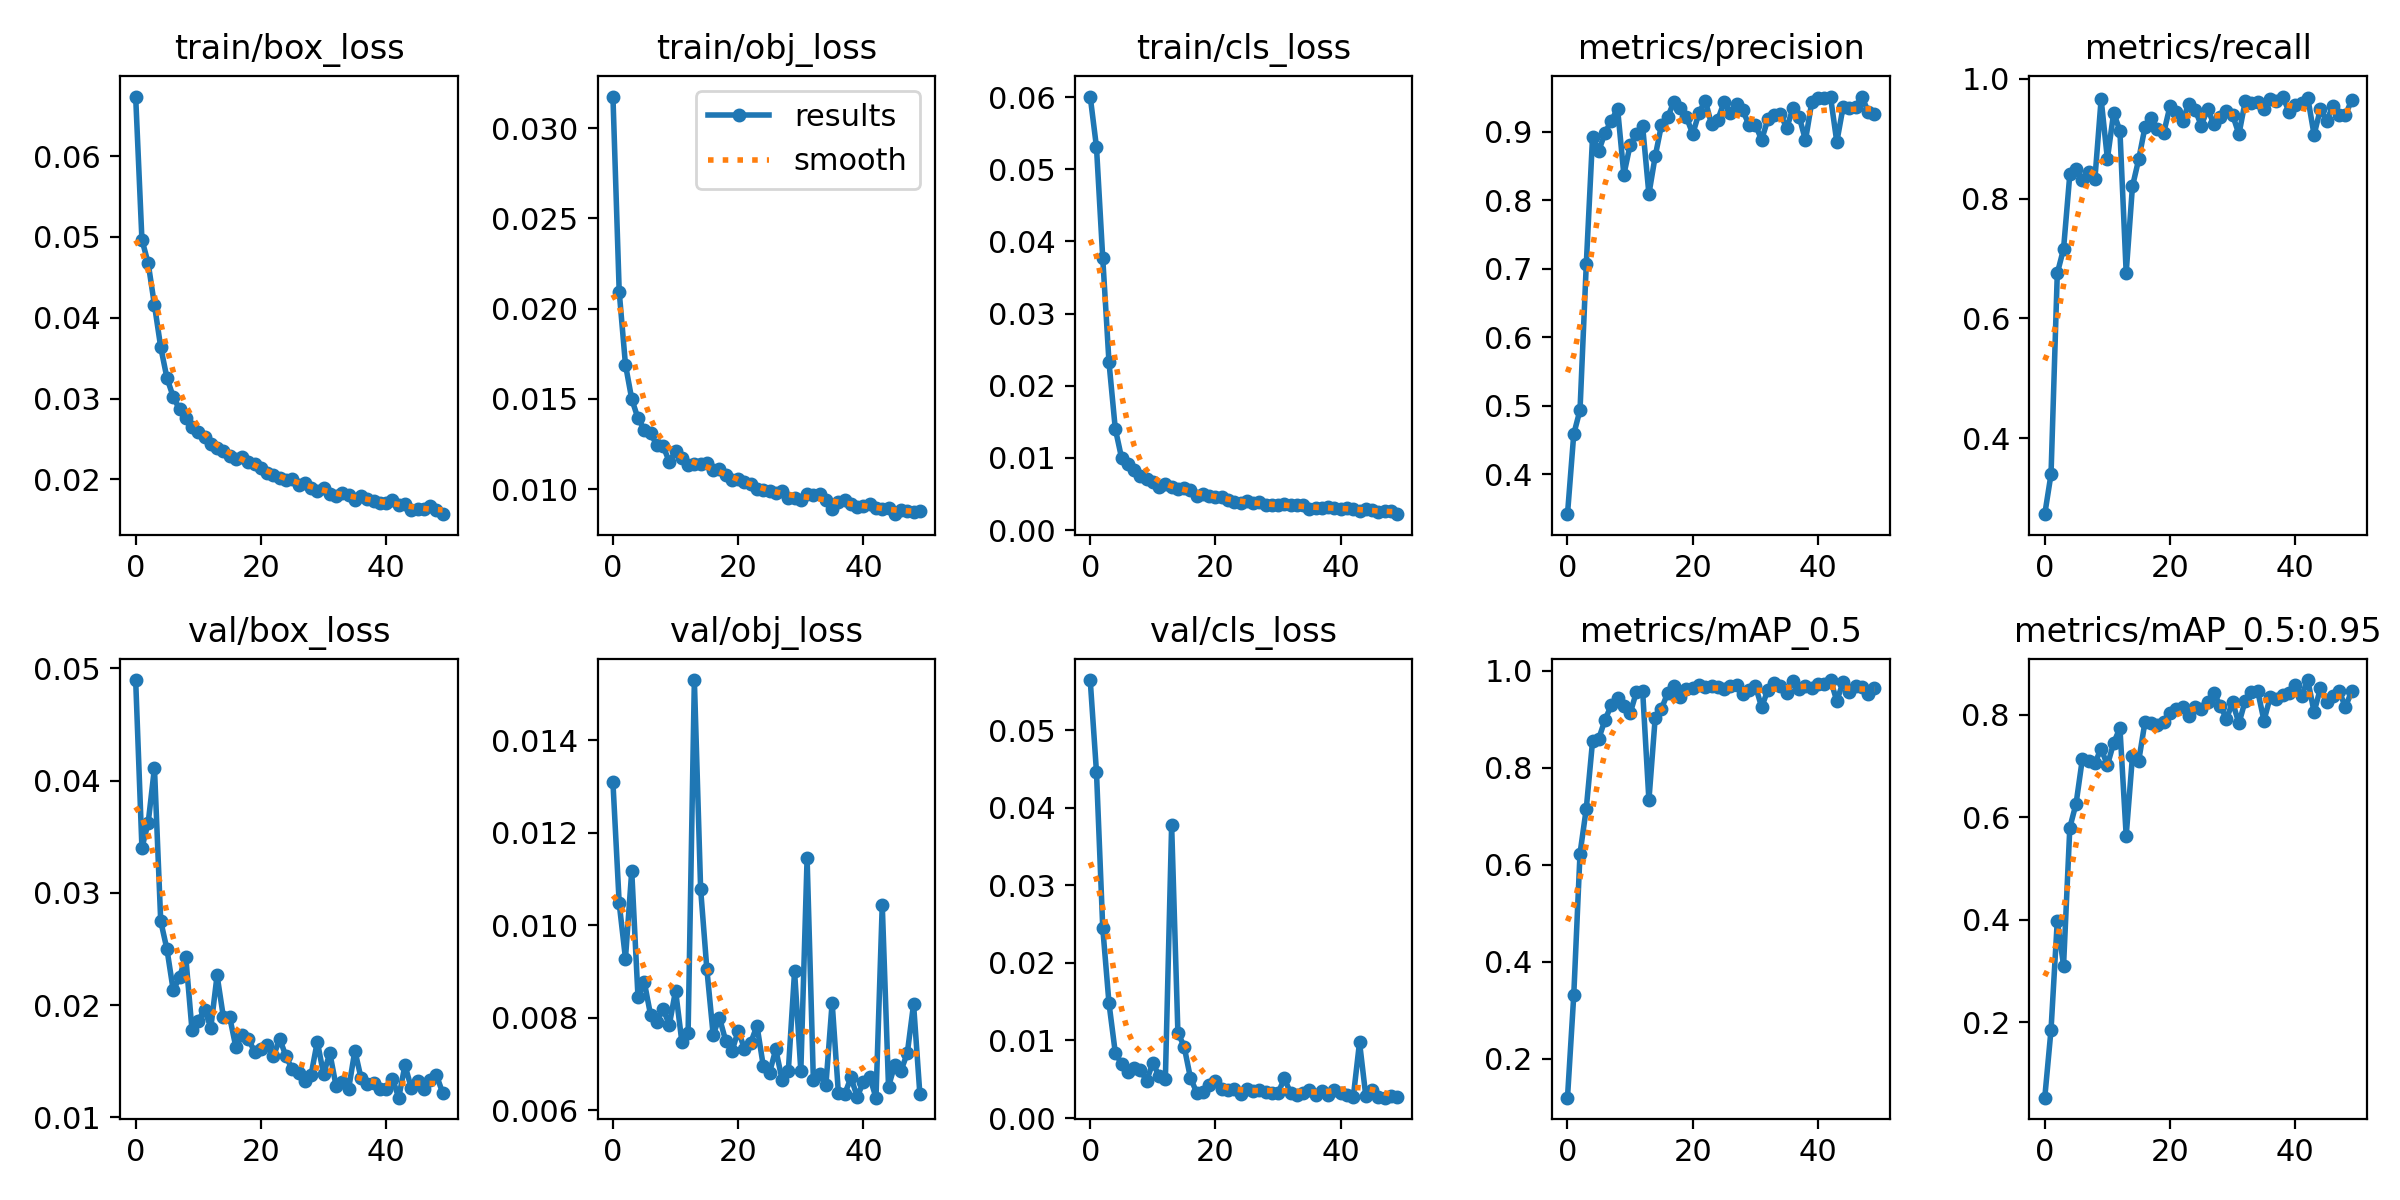 train/box_loss
0.06
0.05
0.04
0.03
0.02
0 20 40
train/obj_loss
results
smooth
0.030
0.025
0.020
0.015
0.010
0 20 40
train/cls_loss
0.06
0.05
0.04
0.03
0.02
0.01
0.00
0 20 40
metrics/precision
0.9
0.8
0.7
0.6
0.5
0.4
0 20 40
metrics/recall
1.0
0.8
0.6
0.4
0 20 40
val/box_loss
0.05
0.04
0.03
0.02
0.01
0 20 40
val/obj_loss
0.014
0.012
0.010
0.008
0.006
0 20 40
val/cls_loss
0.05
0.04
0.03
0.02
0.01
0.00
0 20 40
metrics/mAP_0.5
1.0
0.8
0.6
0.4
0.2
0 20 40
metrics/mAP_0.5:0.95
0.8
0.6
0.4
0.2
0 20 40